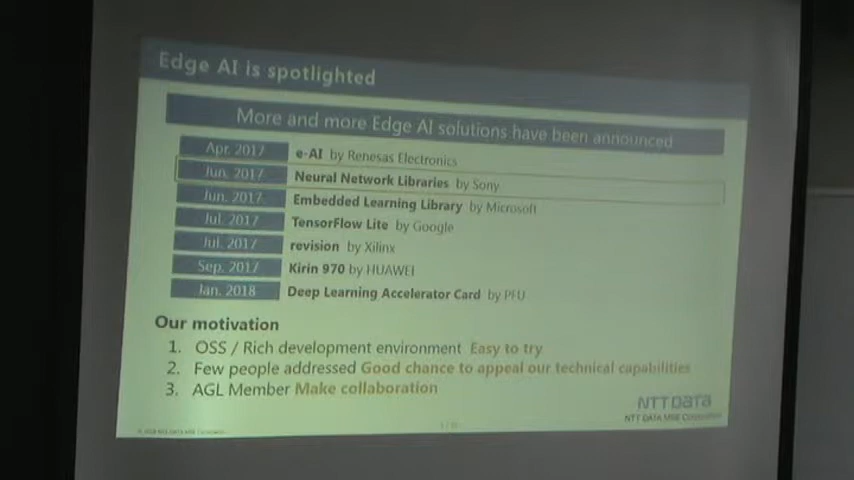 Edge AI is spotlighted
More and more Edge AI solutions have been announced
Apr. 2017 e-AI by Renesas Electronics
Jun. 2017 Neural Network Libraries by Sony
Jun. 2017 Embedded Learning Library by Microsoft
Jul. 2017 TensorFlow Lite by Google
Jul. 2017 revision by Xilinx
Sep. 2017 Kirin 970 by HUAWEI
Jan. 2018 Deep Learning Accelerator Card by PFU
Our motivation
1. OSS / Rich development environment Easy to try
2. Few people addressed Good chance to appeal our technical capabilities
3. AGL Member Make collaboration
NTT DATA
NTT DATA MSE Corporation